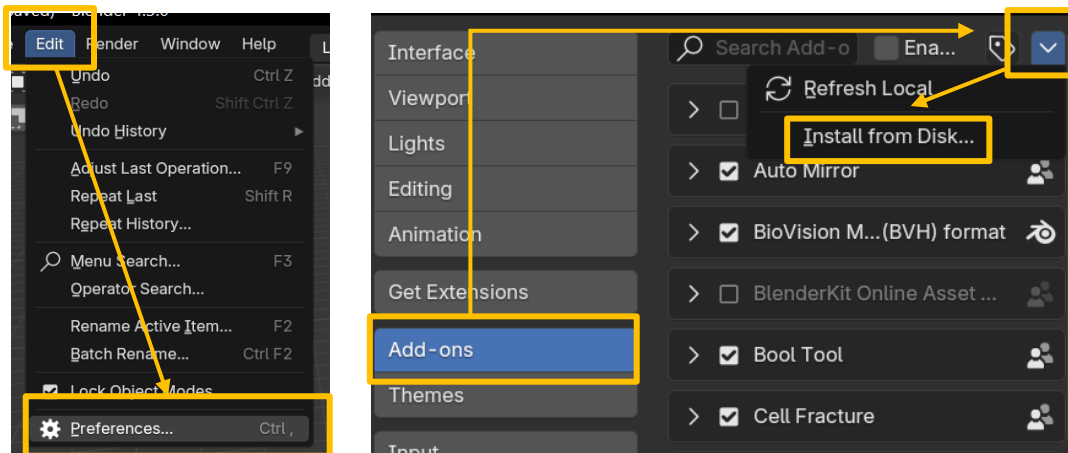 Edit Render Window Help
Undo Ctrl Z
Redo Shift Ctrl Z
Undo History
Adjust Last Operation... F9
Repeat Last Shift R
Repeat History...
Menu Search... F3
Operator Search...
Rename Active Item... F2
Batch Rename... Ctrl F2
Lock Object Modes
Preferences... Ctrl ,
Interface
Viewport
Lights
Editing
Animation
Get Extensions
Add-ons
Themes
Input
Search Add-o Ena...
Refresh Local
Install from Disk...
Auto Mirror
BioVision M...(BVH) format
BlenderKit Online Asset ...
Bool Tool
Cell Fracture